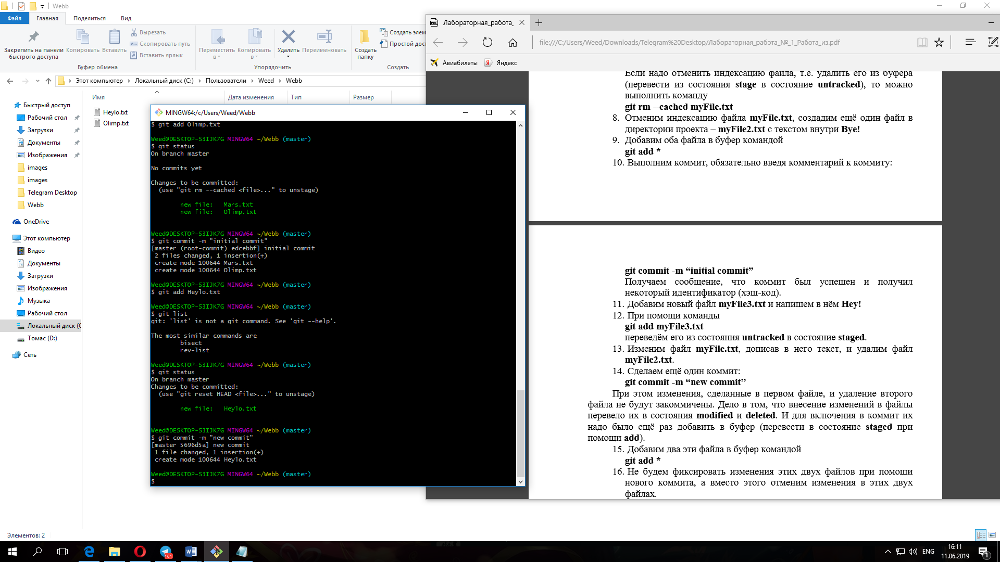 Webb
Файл
Главная
Поделиться
Вид
Закрепить на панели
быстрого доступа
Копировать
Вставить
Вырезать
Скопировать путь
Вставить ярлык
Буфер обмена
Переместить
в
Копировать
в
Удалить
Переименовать
Упорядочить
Создать
папку
Создать элем
Простой дос
Создать
Этот компьютер
Локальный диск (C:)
Пользователи
Weed
Webb
Имя
Дата изменения
Тип
Размер
Быстрый доступ
Рабочий стол
Загрузки
Документы
Изображения
images
images
Telegram Desktop
Webb
OneDrive
Этот компьютер
Видео
Документы
Загрузки
Изображения
Музыка
Рабочий стол
Локальный диск (C
Томас (D:)
Сеть
Heylo.txt
Olimp.txt
Элементов: 2
MINGW64:/c/Users/Weed/Webb
$ git add Olimp.txt
Weed@DESKTOP-S3IJK7G MINGW64 ~/Webb (master)
$ git status
On branch master
No commits yet
Changes to be committed:
(use "git rm --cached <file>..." to unstage)
new file:   Mars.txt
new file:   Olimp.txt
Weed@DESKTOP-S3IJK7G MINGW64 ~/Webb (master)
$ git commit -m "initial commit"
[master (root-commit) edcebbf] initial commit
2 files changed, 1 insertion(+)
create mode 100644 Mars.txt
create mode 100644 Olimp.txt
Weed@DESKTOP-S3IJK7G MINGW64 ~/Webb (master)
$ git add Heylo.txt
Weed@DESKTOP-S3IJK7G MINGW64 ~/Webb (master)
$ git list
git: 'list' is not a git command. See 'git --help'.
The most similar commands are
bisect
rev-list
Weed@DESKTOP-S3IJK7G MINGW64 ~/Webb (master)
$ git status
On branch master
Changes to be committed:
(use "git reset HEAD <file>..." to unstage)
new file:   Heylo.txt
Weed@DESKTOP-S3IJK7G MINGW64 ~/Webb (master)
$ git commit -m "new commit"
[master 5696d5a] new commit
1 file changed, 1 insertion(+)
create mode 100644 Heylo.txt
Weed@DESKTOP-S3IJK7G MINGW64 ~/Webb (master)
$
PDF
Лабораторная_работа_
file:///C:/Users/Weed/Downloads/Telegram%20Desktop/Лабораторная_работа_№_1_Работа_из.pdf
Авиабилеты
Я Яндекс
Если надо отменить индексацию файла, т.е. удалить его из буфера
(перевести из состояния stage в состояние untracked), то можно
выполнить команду
git rm --cached myFile.txt
8. Отменим индексацию файла myFile.txt, создадим ещё один файл в
директории проекта – myFile2.txt с текстом внутри Bye!
9. Добавим оба файла в буфер командой
git add *
10. Выполним коммит, обязательно введя комментарий к коммиту:
git commit -m “initial commit”
Получаем сообщение, что коммит был успешен и получил
некоторый идентификатор (хэш-код).
11. Добавим новый файл myFile3.txt и напишем в нём Hey!
12. При помощи команды
git add myFile3.txt
переведём его из состояния untracked в состояние staged.
13. Изменим файл myFile.txt, дописав в него текст, и удалим файл
myFile2.txt.
14. Сделаем ещё один коммит:
git commit -m “new commit”
При этом изменения, сделанные в первом файле, и удаление второго
файла не будут закоммичены. Дело в том, что внесение изменений в файлы
перевело их в состояния modified и deleted. И для включения в коммит их
надо было ещё раз добавить в буфер (перевести в состояние staged при
помощи add).
15. Добавим два эти файла в буфер командой
git add *
16. Не будем фиксировать изменения этих двух файлов при помощи
нового коммита, а вместо этого отменим изменения в этих двух
файлах.
161
ENG
16:11
11.06.2019
1